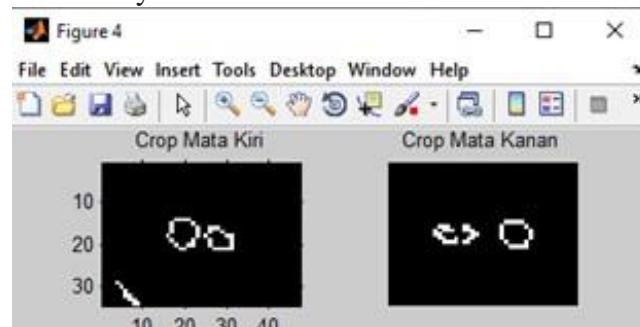 Figure 4
File Edit View Insert Tools Desktop Window Help
Crop Mata Kiri
Crop Mata Kanan
10
20
30
10 20 30 40